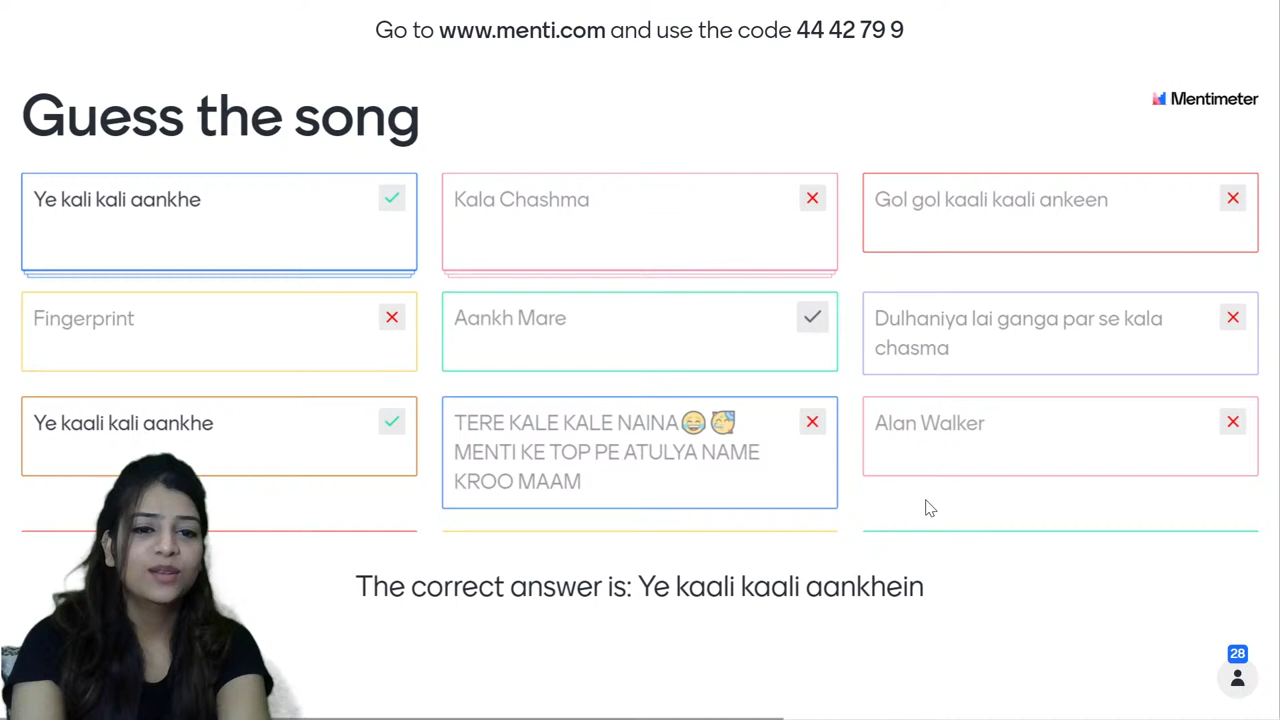 Go to www.menti.com and use the code 44 42 79 9
Guess the song
Mentimeter
Ye kali kali aankhe
Kala Chashma
Gol gol kaali kaali ankeen
Fingerprint
Aankh Mare
Dulhaniya lai ganga par se kala
chasma
Ye kaali kali aankhe
TERE KALE KALE NAINA😂🥳
MENTI KE TOP PE ATULYA NAME
KROO MAAM
Alan Walker
The correct answer is: Ye kaali kaali aankhein
28